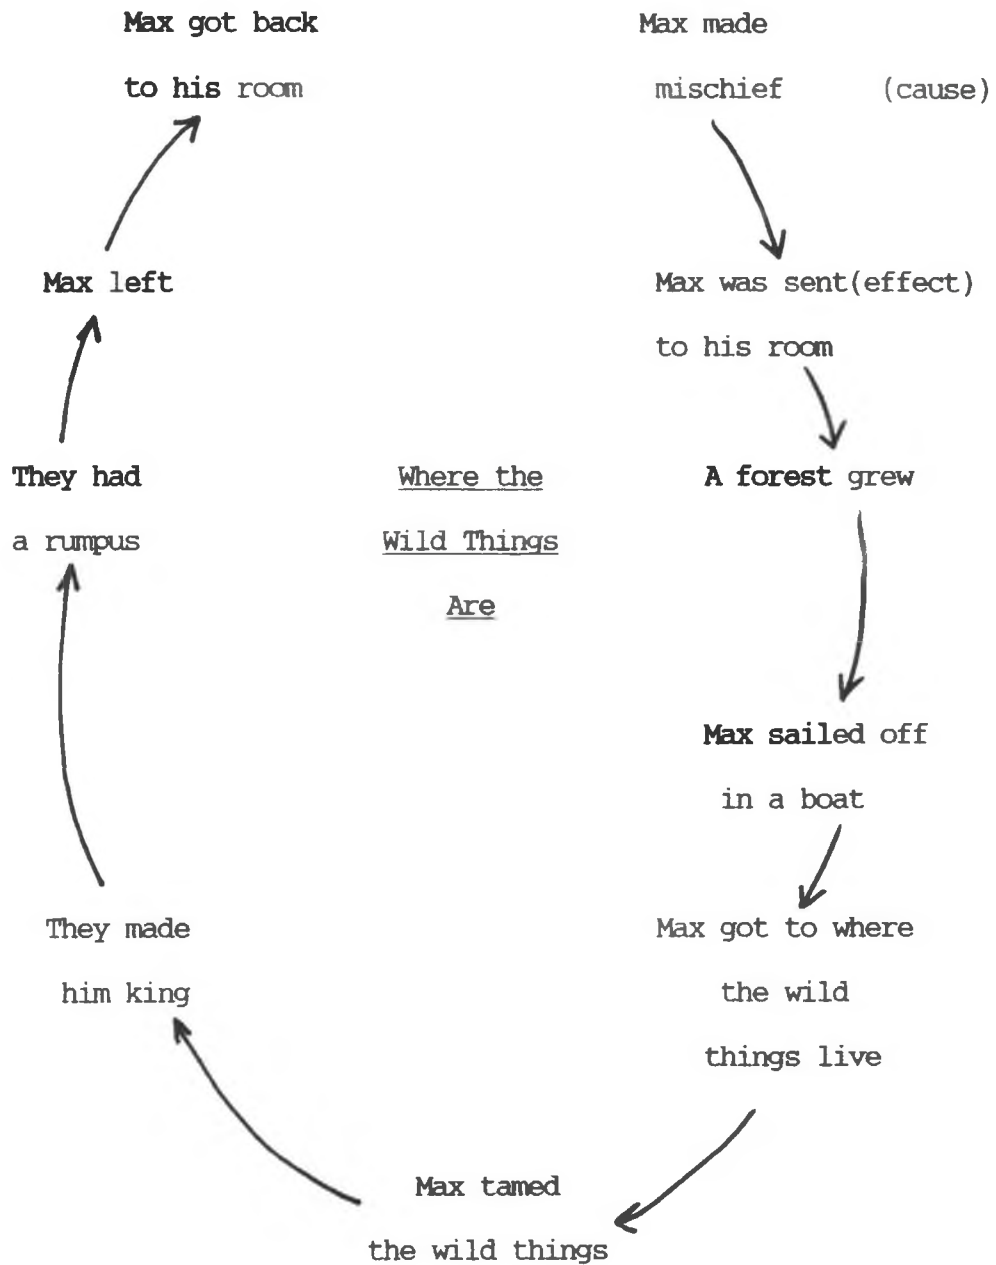 Max made
mischief (cause)
Max was sent(effect)
to his room
A forest grew
Max sailed off
in a boat
Max got to where
the wild
things live
Max tamed
the wild things
They made
him king
They had
a rumpus
Max left
Max got back
to his room
Where the
Wild Things
Are